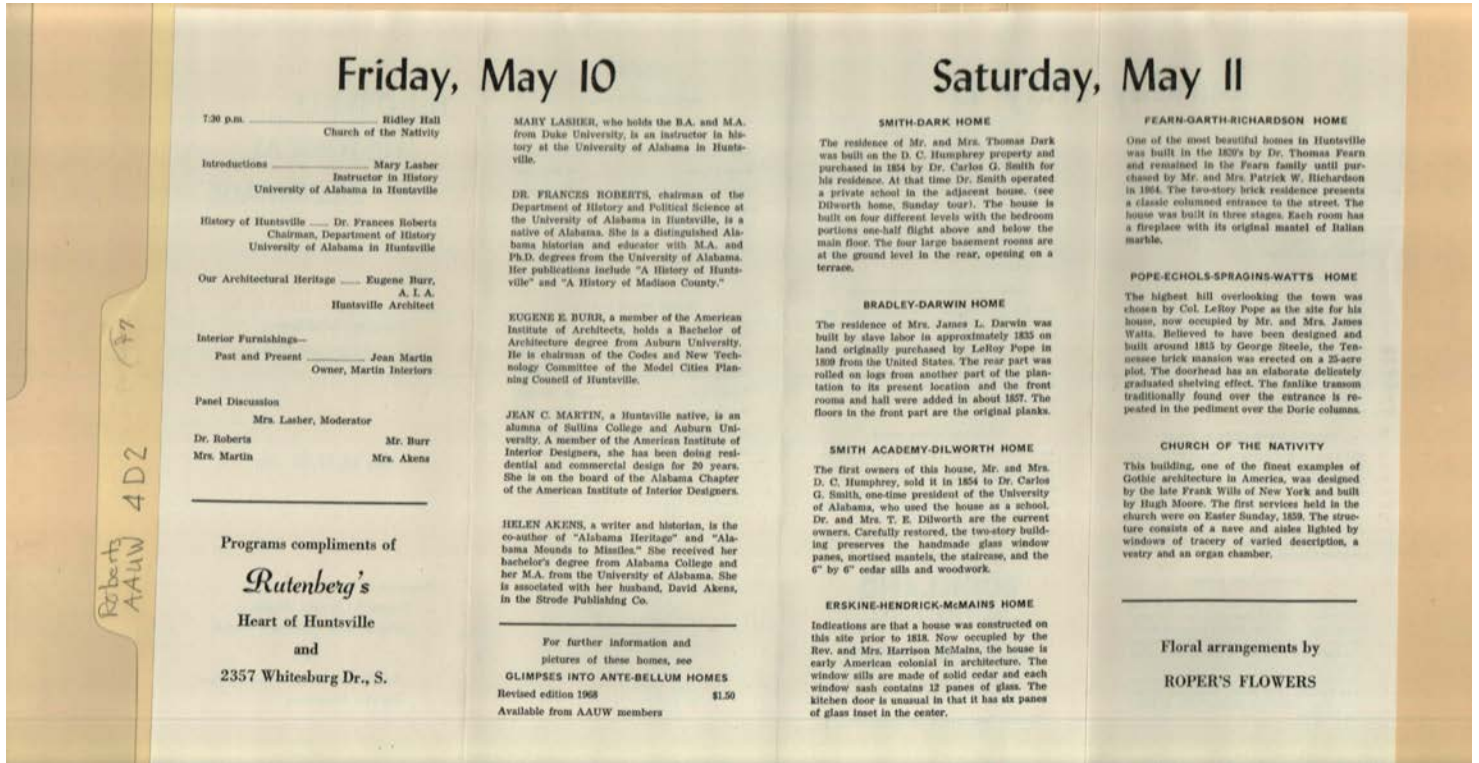 Friday, May 10
7:30 p.m. Ridley Hall
Church of the Nativity
Introductions Mary Lasher
Instructor in History
University of Alabama in Huntsville
History of Huntsville Dr. Frances Roberts
Chairman, Department of History
University of Alabama in Huntsville
Our Architectural Heritage Eugene Burr,
A. I. A.
Huntsville Architect
Interior Furnishings—
Past and Present Jean Martin
Owner, Martin Interiors
Panel Discussion
Mrs. Lasher, Moderator
Dr. Roberts Mr. Burr
Mrs. Martin Mrs. Akens
Programs compliments of
Rutenberg's
Heart of Huntsville
and
2357 Whitesburg Dr., S.
MARY LASHER, who holds the B.A. and M.A.
from Duke University, is an instructor in his-
tory at the University of Alabama in Hunts-
ville.
DR. FRANCES ROBERTS, chairman of the
Department of History and Political Science at
the University of Alabama in Huntsville, is a
native of Alabama. She is a distinguished Ala-
bama historian and educator with M.A. and
Ph.D. degrees from the University of Alabama.
Her publications include "A History of Hunts-
ville" and "A History of Madison County."
EUGENE E. BURR, a member of the American
Institute of Architects, holds a Bachelor of
Architecture degree from Auburn University.
He is chairman of the Codes and New Tech-
nology Committee of the Model Cities Plan-
ning Council of Huntsville.
JEAN C. MARTIN, a Huntsville native, is an
alumna of Sullins College and Auburn Uni-
versity. A member of the American Institute of
Interior Designers, she has been doing resi-
dential and commercial design for 20 years.
She is on the board of the Alabama Chapter
of the American Institute of Interior Designers.
HELEN AKENS, a writer and historian, is the
co-author of "Alabama Heritage" and "Ala-
bama Mounds to Missiles." She received her
bachelor's degree from Alabama College and
her M.A. from the University of Alabama. She
is associated with her husband, David Akens,
in the Strode Publishing Co.
For further information and
pictures of these homes, see
GLIMPSES INTO ANTE-BELLUM HOMES
Revised edition 1968 $1.50
Available from AAUW members
Saturday, May 11
SMITH-DARK HOME
The residence of Mr. and Mrs. Thomas Dark
was built on the D. C. Humphrey property and
purchased in 1854 by Dr. Carlos G. Smith for
his residence. At that time Dr. Smith operated
a private school in the adjacent house. (see
Dilworth home, Sunday tour). The house is
built on four different levels with the bedroom
portions one-half flight above and below the
main floor. The four large basement rooms are
at the ground level in the rear, opening on a
terrace.
BRADLEY-DARWIN HOME
The residence of Mrs. James L. Darwin was
built by slave labor in approximately 1835 on
land originally purchased by LeRoy Pope in
1809 from the United States. The rear part was
rolled on logs from another part of the plan-
tation to its present location and the front
rooms and hall were added in about 1857. The
floors in the front part are the original planks.
SMITH ACADEMY-DILWORTH HOME
The first owners of this house, Mr. and Mrs.
D. C. Humphrey, sold it in 1854 to Dr. Carlos
G. Smith, one-time president of the University
of Alabama, who used the house as a school.
Dr. and Mrs. T. E. Dilworth are the current
owners. Carefully restored, the two-story build-
ing preserves the handmade glass window
panes, mortised mantels, the staircase, and the
6" by 6" cedar sills and woodwork.
ERSKINE-HENDRICK-McMAINS HOME
Indications are that a house was constructed on
this site prior to 1818. Now occupied by the
Rev. and Mrs. Harrison McMains, the house is
early American colonial in architecture. The
window sills are made of solid cedar and each
window sash contains 12 panes of glass. The
kitchen door is unusual in that it has six panes
of glass inset in the center.
FEARN-GARTH-RICHARDSON HOME
One of the most beautiful homes in Huntsville
was built in the 1820's by Dr. Thomas Fearn
and remained in the Fearn family until pur-
chased by Mr. and Mrs. Patrick W. Richardson
in 1964. The two-story brick residence presents
a classic columned entrance to the street. The
house was built in three stages. Each room has
a fireplace with its original mantel of Italian
marble.
POPE-ECHOLS-SPRAGINS-WATTS HOME
The highest hill overlooking the town was
chosen by Col. LeRoy Pope as the site for his
house, now occupied by Mr. and Mrs. James
Watts. Believed to have been designed and
built around 1815 by George Steele, the Ten-
nessee brick mansion was erected on a 25-acre
plot. The doorhead has an elaborate delicately
graduated shelving effect. The fanlike transom
traditionally found over the entrance is re-
peated in the pediment over the Doric columns.
CHURCH OF THE NATIVITY
This building, one of the finest examples of
Gothic architecture in America, was designed
by the late Frank Wills of New York and built
by Hugh Moore. The first services held in the
church were on Easter Sunday, 1859. The struc-
ture consists of a nave and aisles lighted by
windows of tracery of varied description, a
vestry and an organ chamber.
Floral arrangements by
ROPER'S FLOWERS
Roberts
AAUW 4D2